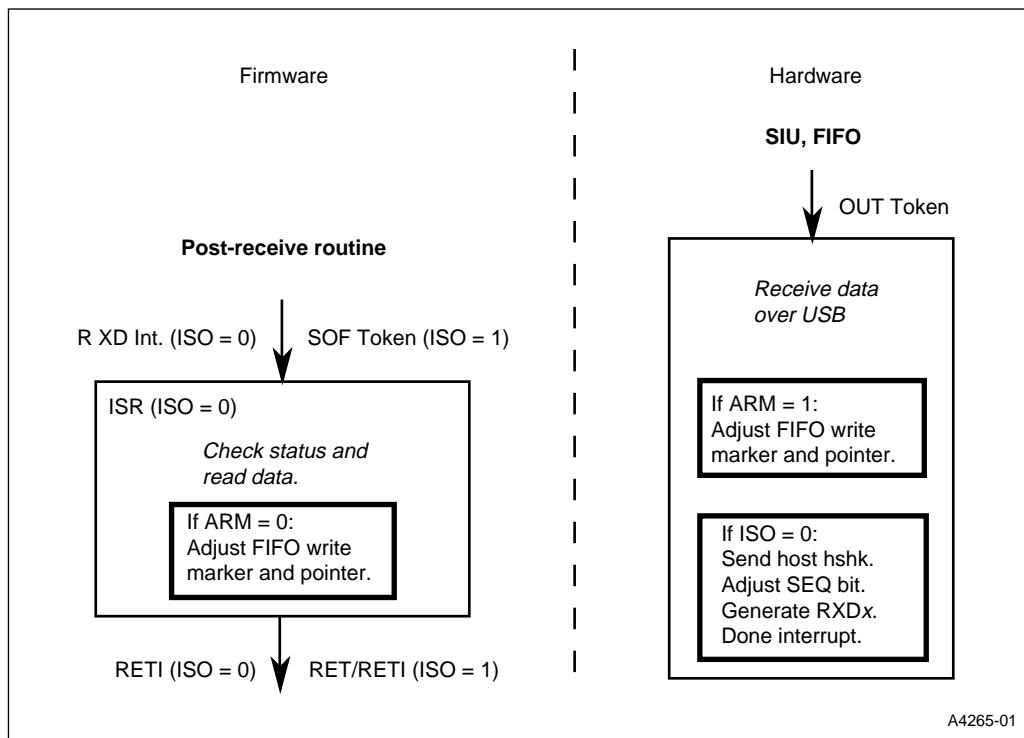 Firmware
Post-receive routine
R XD Int. (ISO = 0)
SOF Token (ISO = 1)
ISR (ISO = 0)
Check status and
read data.
If ARM = 0:
Adjust FIFO write
marker and pointer.
RETI (ISO = 0)
RET/RETI (ISO = 1)
Hardware
SIU, FIFO
OUT Token
Receive data
over USB
If ARM = 1:
Adjust FIFO write
marker and pointer.
If ISO = 0:
Send host hshk.
Adjust SEQ bit.
Generate RXDx.
Done interrupt.
A4265-01